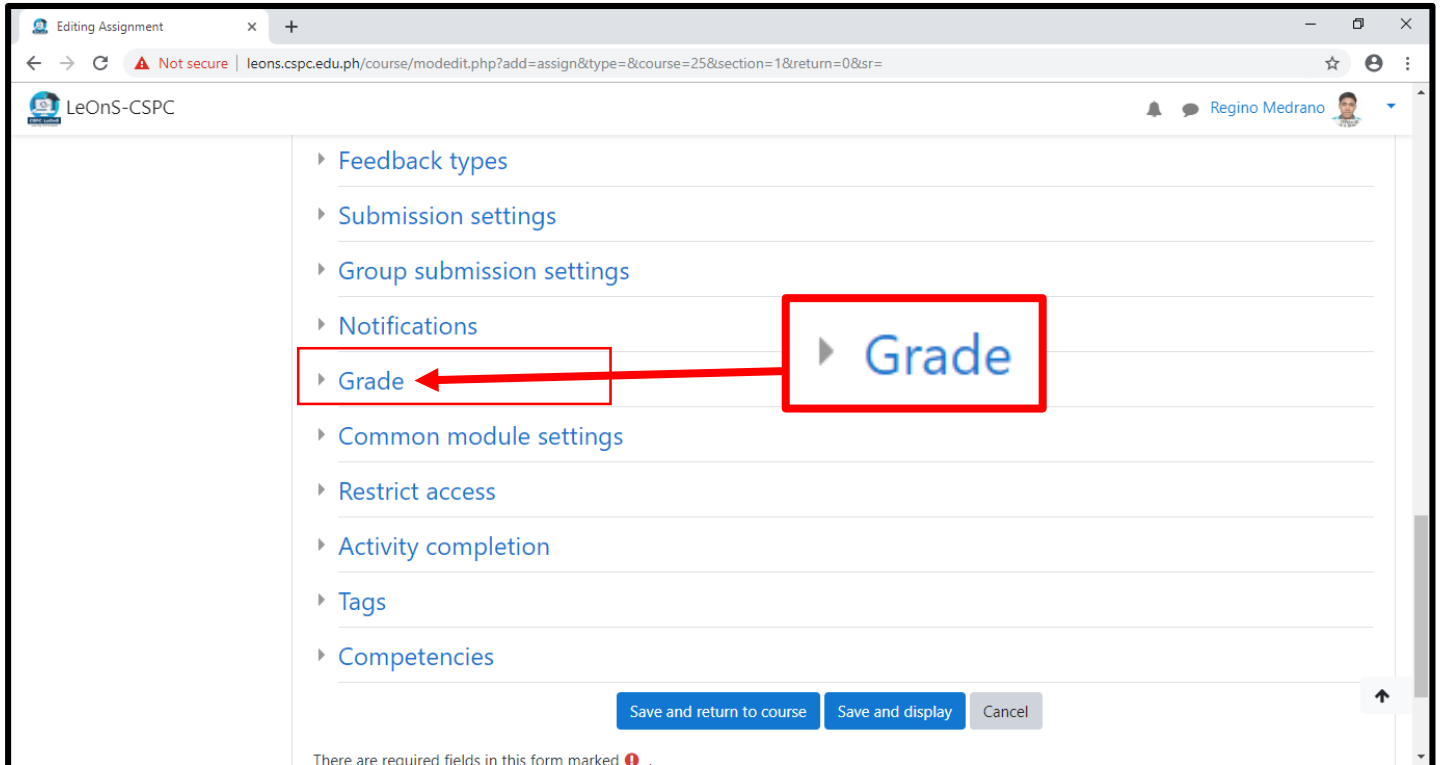 Editing Assignment
Not secure | leons.cspc.edu.ph/course/modedit.php?add=assign&type=&course=25&section=1&return=0&sr=
LeOnS-CSPC
Regino Medrano
Feedback types
Submission settings
Group submission settings
Notifications
Grade
Grade
Common module settings
Restrict access
Activity completion
Tags
Competencies
Save and return to course Save and display Cancel
There are required fields in this form marked .